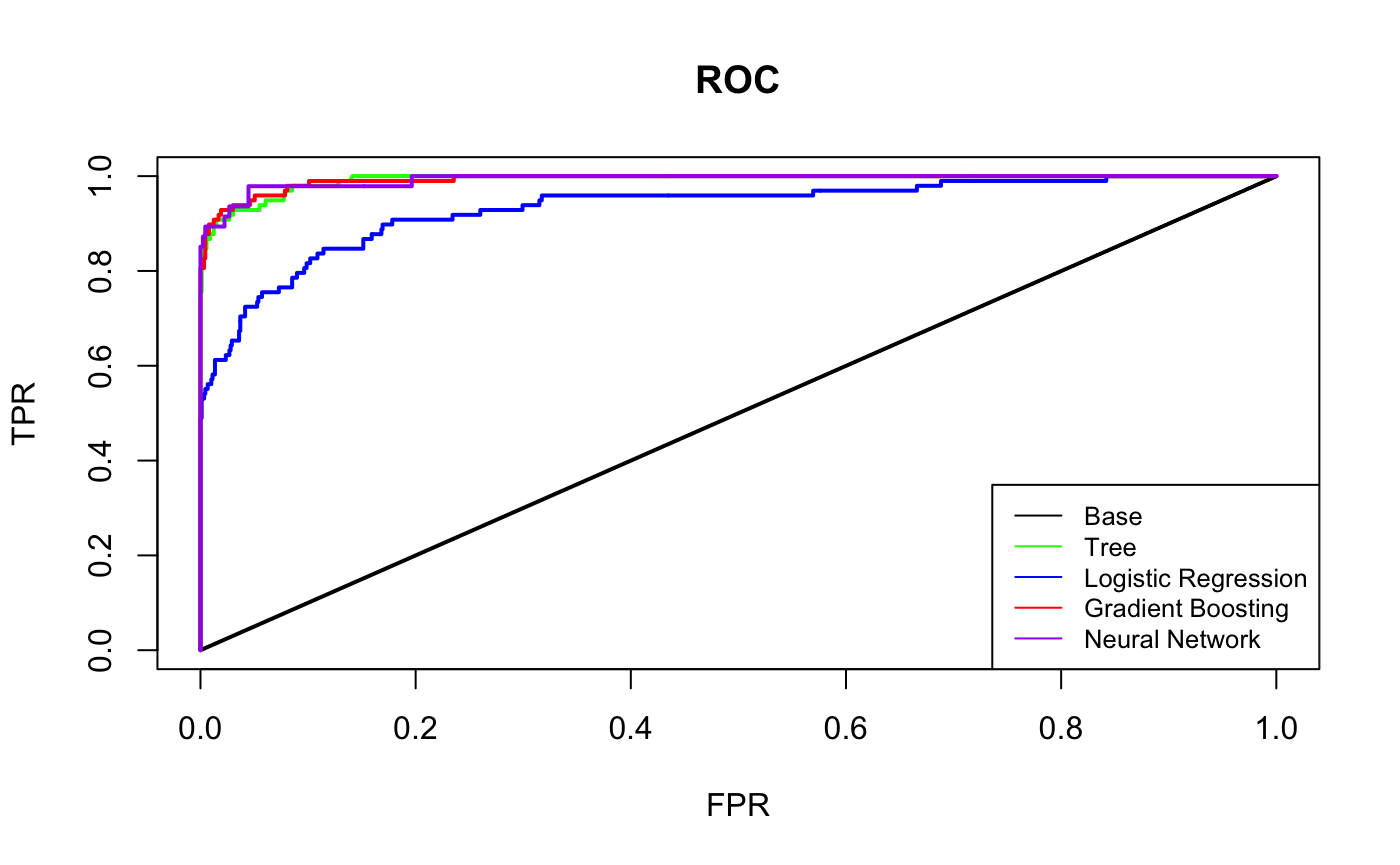 ROC
TPR
1.0
0.8
0.6
0.4
0.2
0.0
Base
Tree
Logistic Regression
Gradient Boosting
Neural Network
0.0 0.2 0.4 0.6 0.8 1.0
FPR